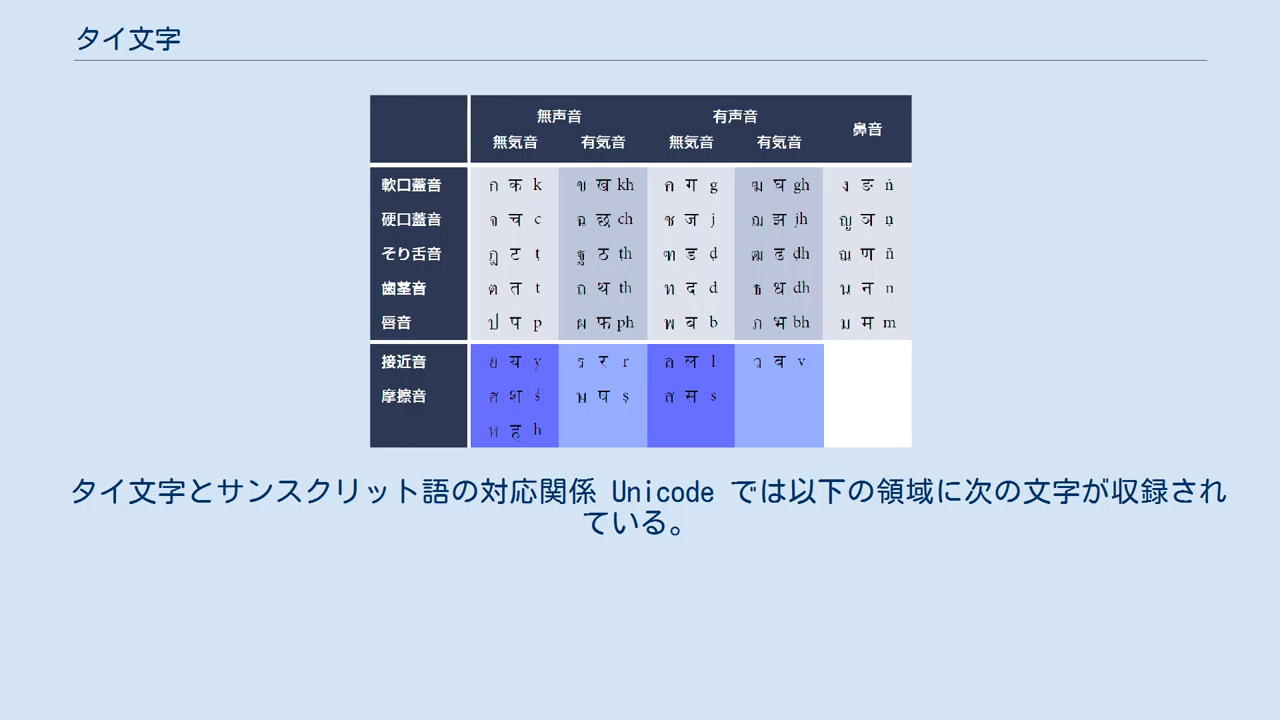 タイ文字
無声音 有声音 鼻音
無気音 有気音 無気音 有気音
軟口蓋音 ก क k ข ख kh ค ग g ฆ घ gh ง ङ ṅ
硬口蓋音 จ च c ฉ छ ch ช ज j ฌ झ jh ญ ञ ṇ
そり舌音 ฏ ट ṭ ฐ ठ ṭh ฑ ड ḍ ฒ ढ ḍh ณ ण ñ
歯茎音 ต त t ถ थ th ท द d ธ ध dh น न n
唇音 ป प p ผ फ ph พ ब b ภ भ bh ม म m
接近音 ย य y ร र r ล ल l ว व v
摩擦音 ศ श ś ษ ष ṣ ส स s
ห ह h
タイ文字とサンスクリット語の対応関係 Unicode では以下の領域に次の文字が収録され
ている。